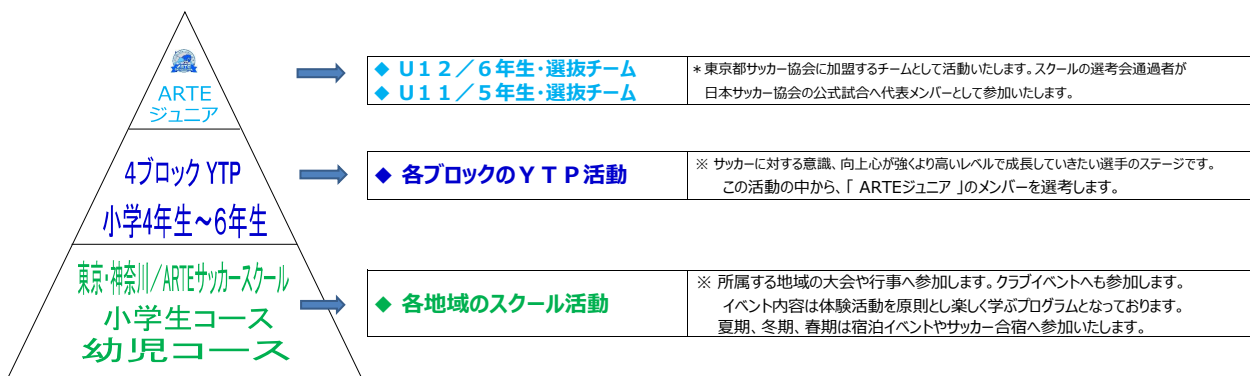 ARTE
ジュニア
◆ U12／6年生・選抜チーム
◆ U11／5年生・選抜チーム
＊東京都サッカー協会に加盟するチームとして活動いたします。スクールの選考会通過者が
日本サッカー協会の公式試合へ代表メンバーとして参加いたします。
4ブロック YTP
小学4年生～6年生
◆ 各ブロックのYTP活動
※ サッカーに対する意識、向上心が強くより高いレベルで成長していきたい選手のステージです。
この活動の中から、「 ARTEジュニア 」のメンバーを選考します。
東京・神奈川／ARTEサッカースクール
小学生コース
幼児コース
◆ 各地域のスクール活動
※ 所属する地域の大会や行事へ参加します。クラブイベントへも参加します。
イベント内容は体験活動を原則とし楽しく学ぶプログラムとなっております。
夏期、冬期、春期は宿泊イベントやサッカー合宿へ参加いたします。